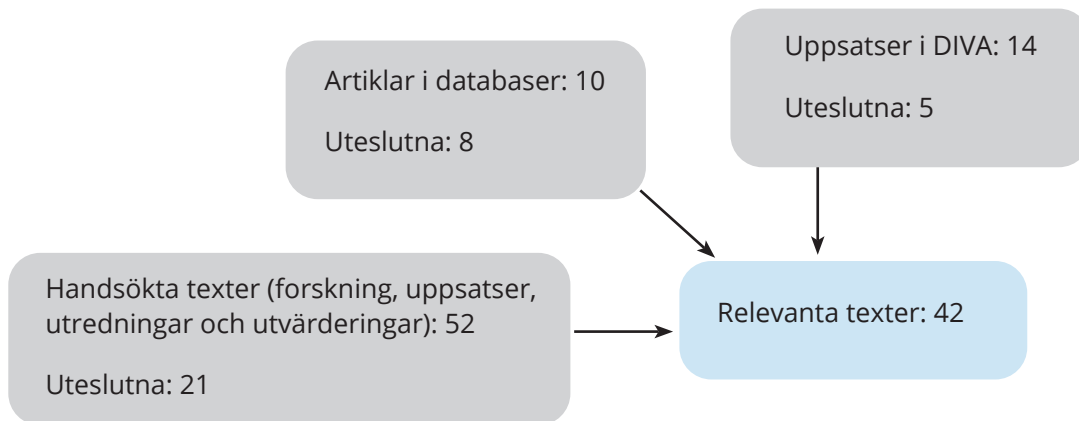 Artiklar i databaser: 10
Uteslutna: 8
Uppsatser i DIVA: 14
Uteslutna: 5
Handsökta texter (forskning, uppsatser,
utredningar och utvärderingar): 52
Uteslutna: 21
Relevanta texter: 42